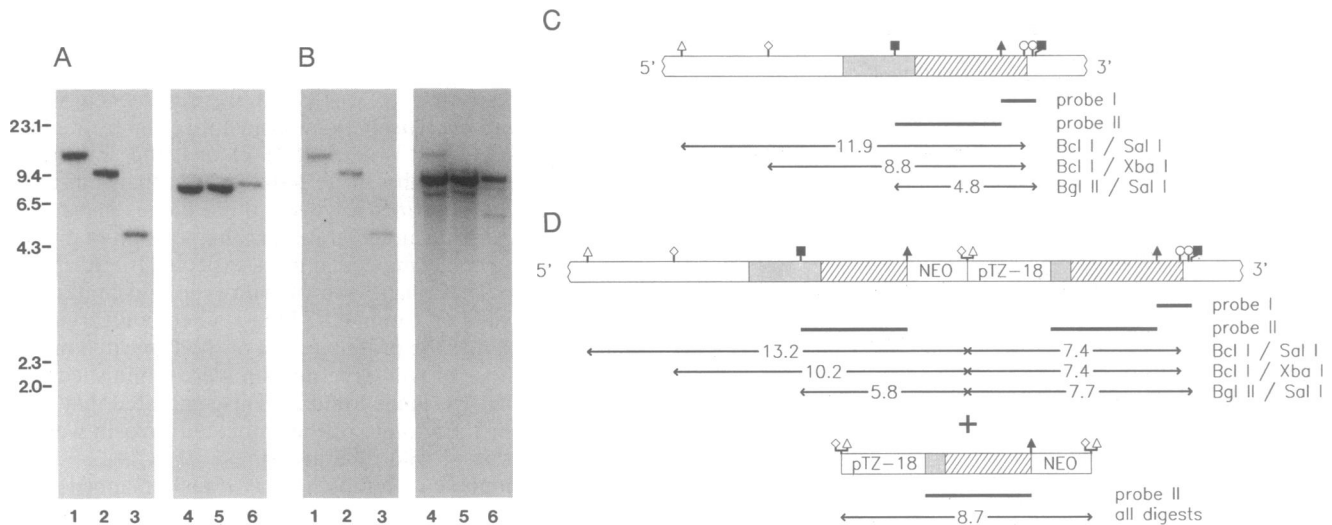 A
B
23.1-
9.4-
6.5-
4.3-
2.3-
2.0-
1 2 3 4 5 6
1 2 3 4 5 6
C
5' 3'
probe I
probe II
11.9 Bcl I / Sal I
8.8 Bcl I / Xba I
4.8 Bgl II / Sal I
D
5' NEO pTZ-18 3'
probe I
probe II
13.2 7.4 Bcl I / Sal I
10.2 7.4 Bcl I / Xba I
5.8 7.7 Bgl II / Sal I
+
pTZ-18 NEO
probe II
8.7 all digests